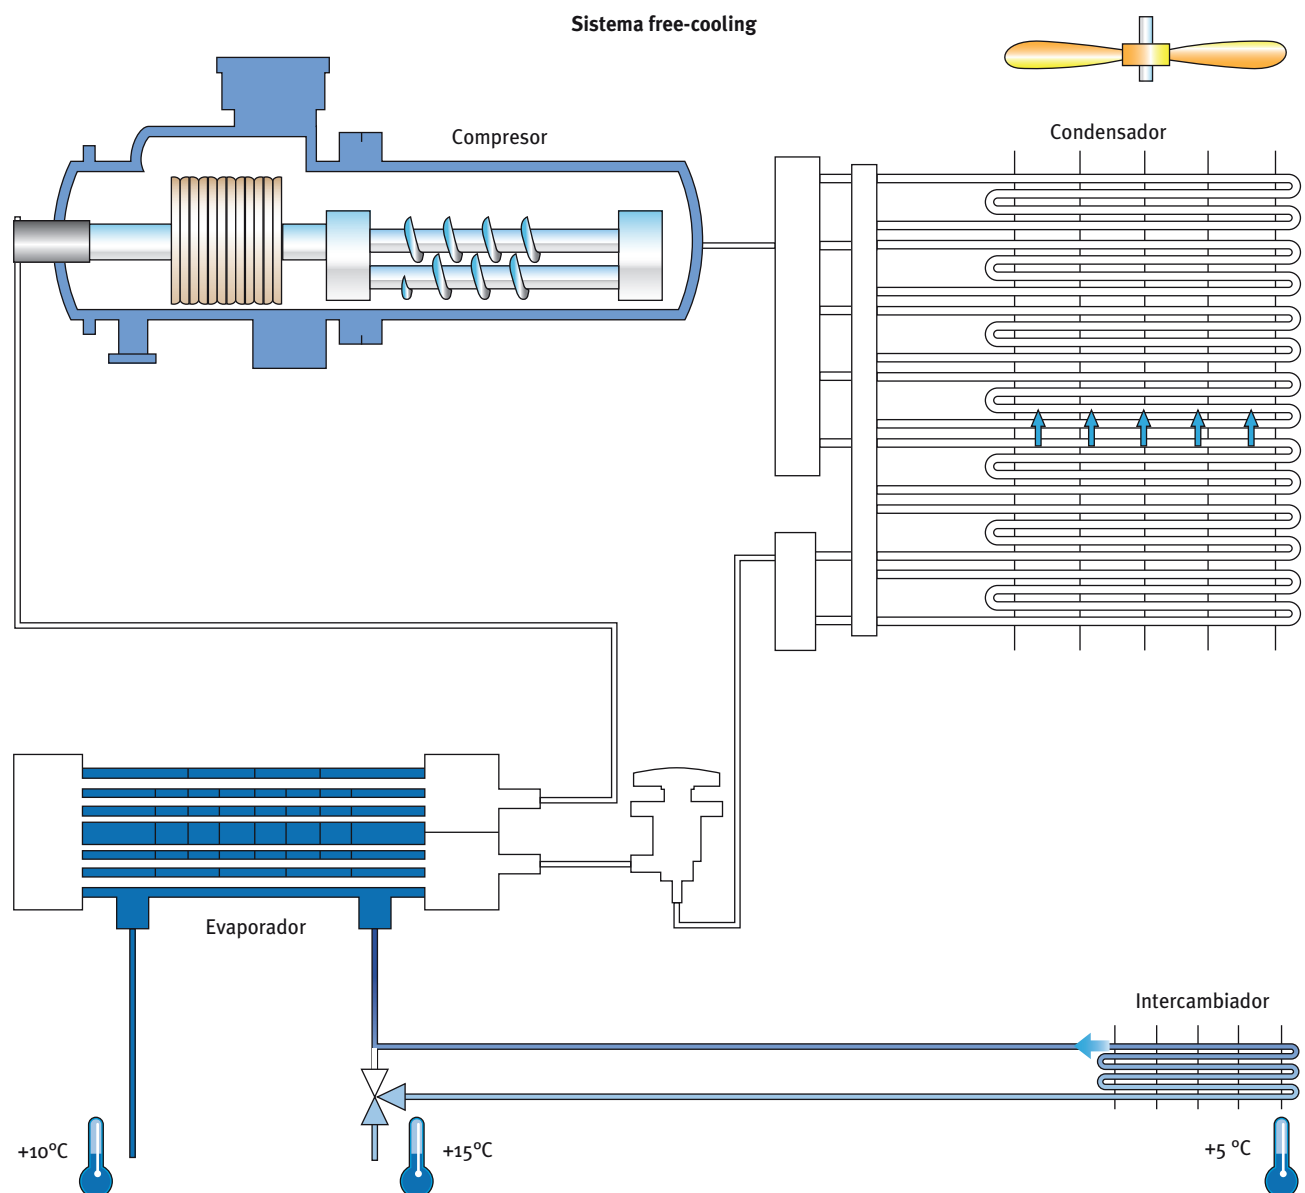 Sistema free-cooling
Compresor
Condensador
Evaporador
Intercambiador
+10°C
+15°C
+5 °C